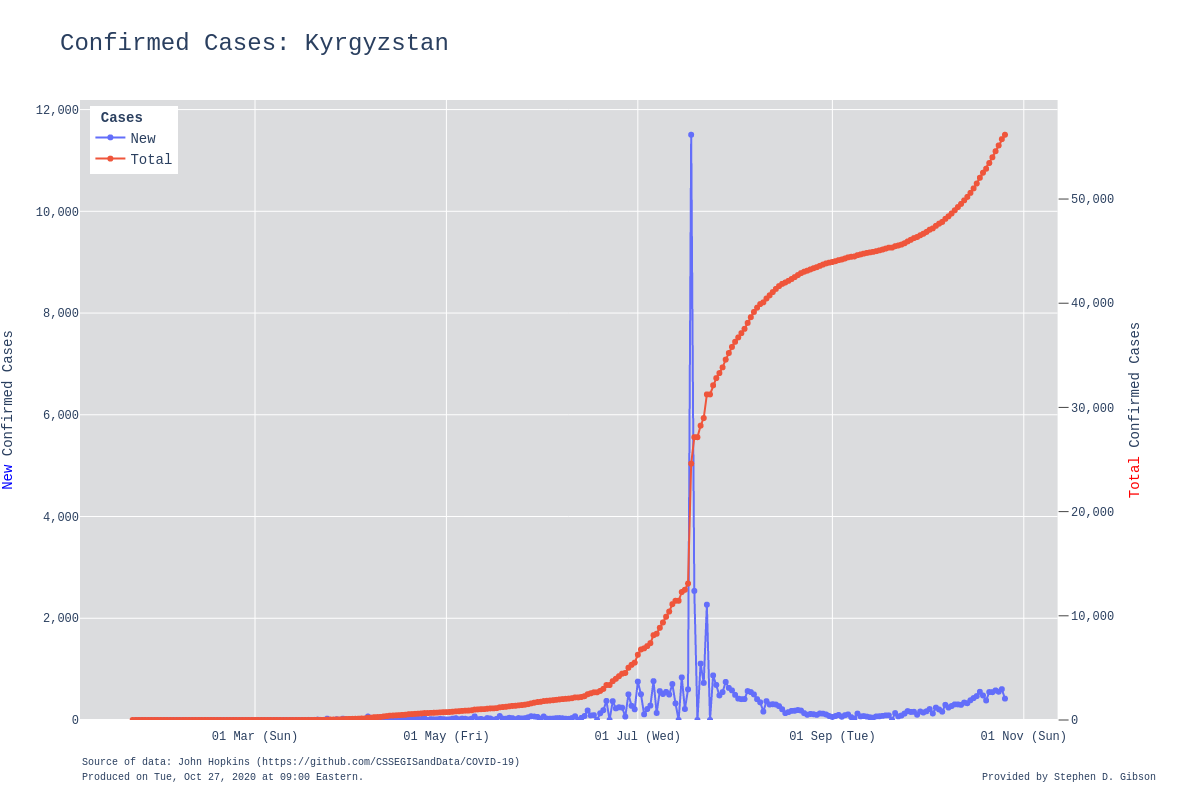 Confirmed Cases: Kyrgyzstan
Cases
New
Total
12,000
10,000
8,000
6,000
4,000
2,000
0
New Confirmed Cases
50,000
40,000
30,000
20,000
10,000
0
Total Confirmed Cases
01 Mar (Sun)
01 May (Fri)
01 Jul (Wed)
01 Sep (Tue)
01 Nov (Sun)
Source of data: John Hopkins (https://github.com/CSSEGISandData/COVID-19)
Produced on Tue, Oct 27, 2020 at 09:00 Eastern.
Provided by Stephen D. Gibson